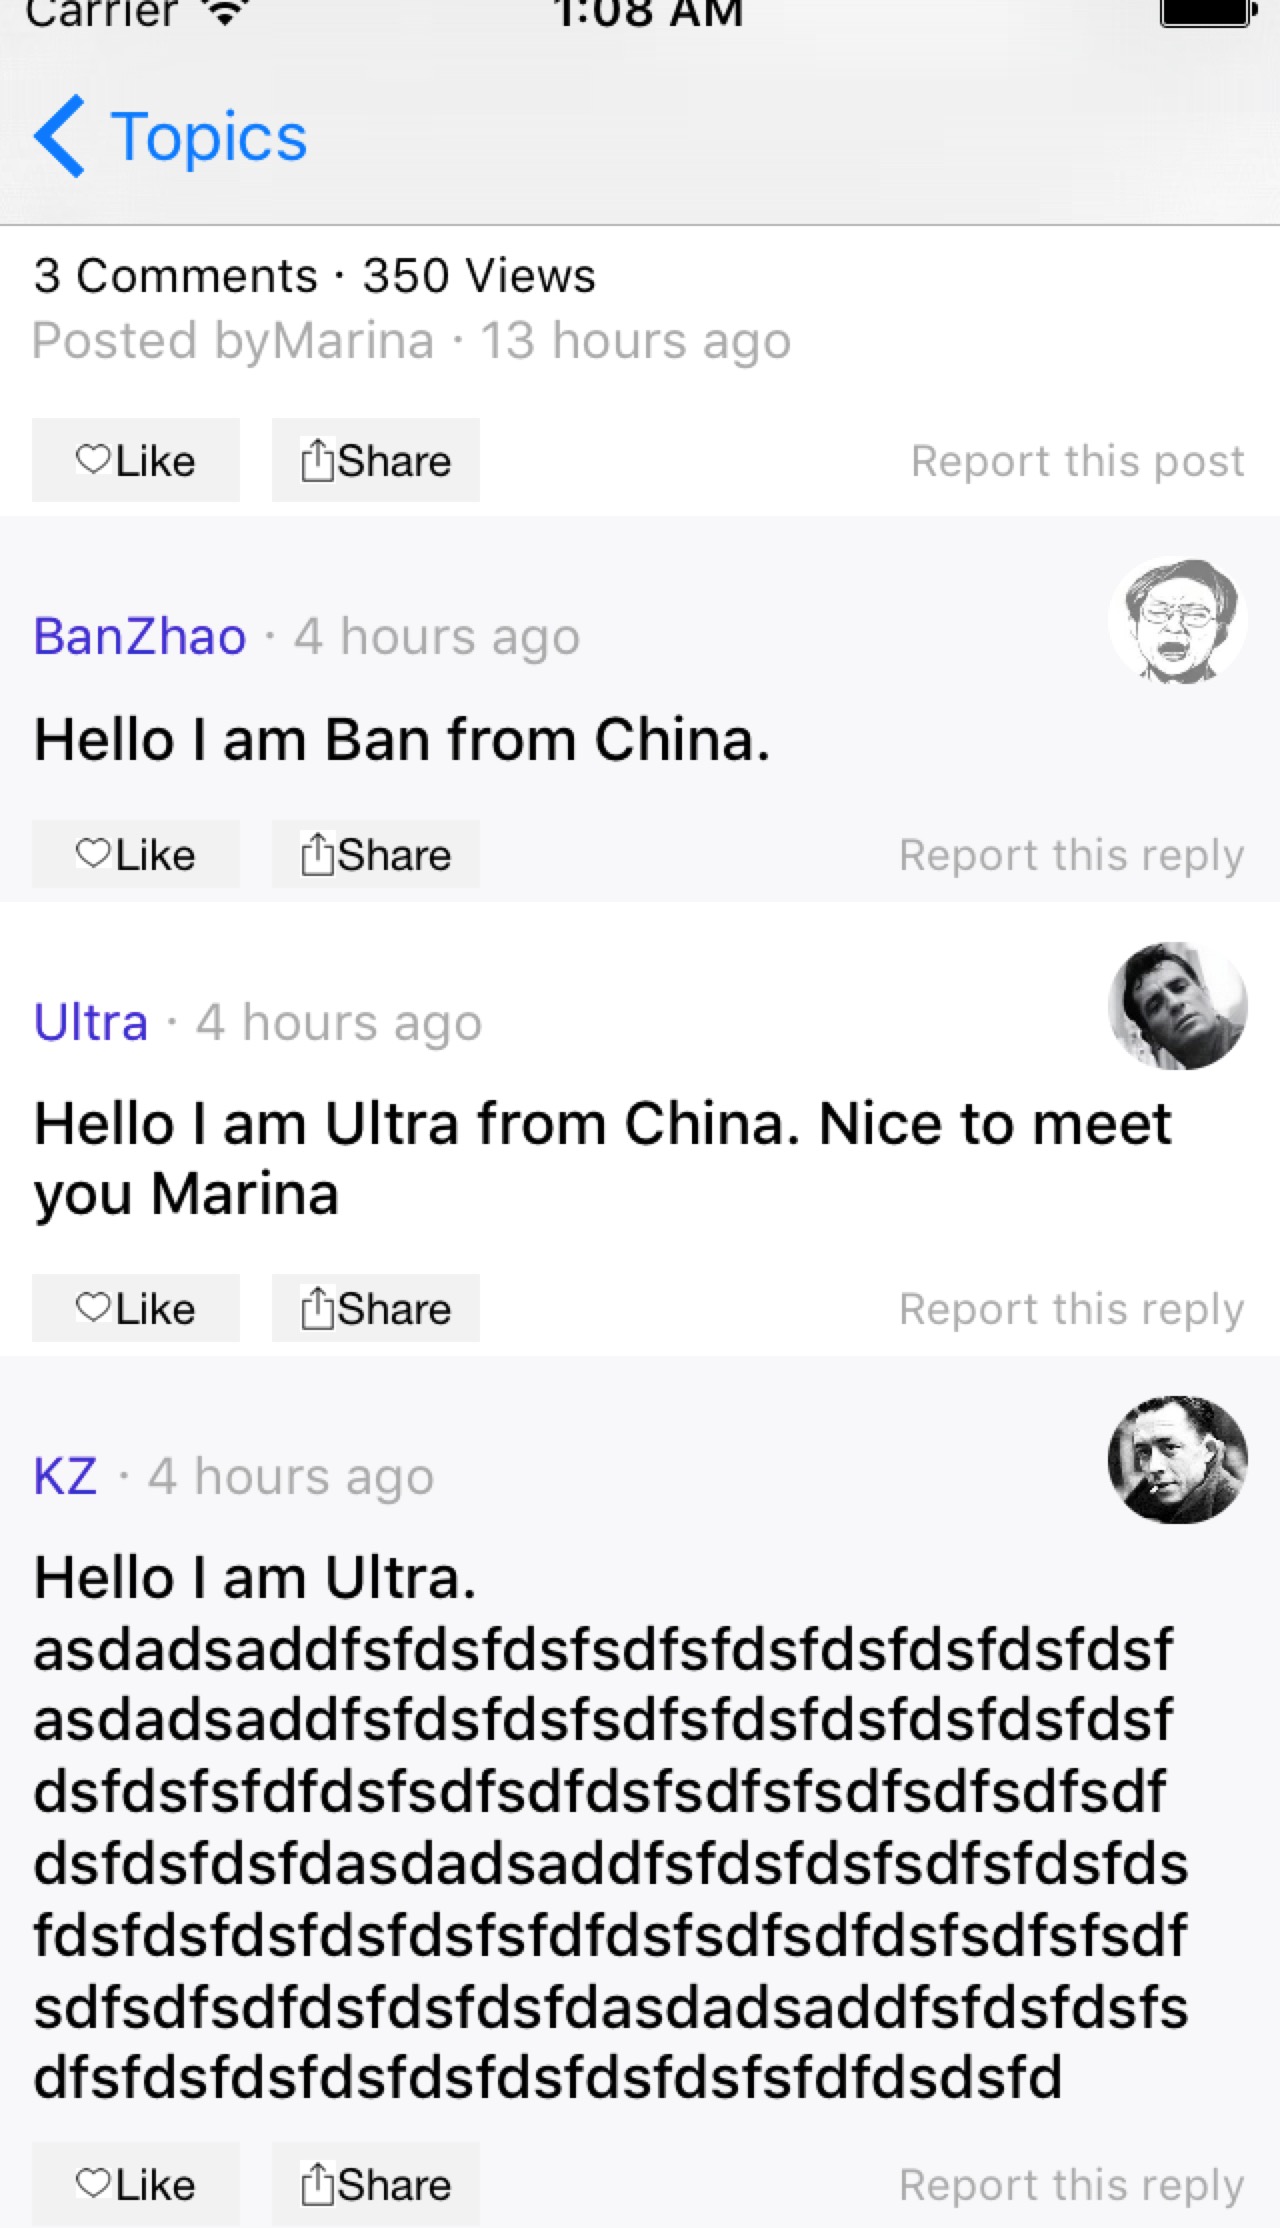 Carrier 1:08 AM
Topics
3 Comments · 350 Views
Posted byMarina · 13 hours ago
Like Share Report this post
BanZhao · 4 hours ago
Hello I am Ban from China.
Like Share Report this reply
Ultra · 4 hours ago
Hello I am Ultra from China. Nice to meet
you Marina
Like Share Report this reply
KZ · 4 hours ago
Hello I am Ultra.
asdadsaddfsfdsfdsfsdfsfdsfdsfdsfdsfdsf
asdadsaddfsfdsfdsfsdfsfdsfdsfdsfdsfdsf
dsfdsfsfdfdsfsdfsdfdsfsdfsfsdfsdfsdfsdf
dsfdsfdsfdasdadsaddfsfdsfdsfsdfsfdsfds
fdsfdsfdsfdsfdsfsfdfdsfsdfsdfdsfsdfsfsdf
sdfsdfsdfdsfdsfdsfdasdadsaddfsfdsfdsfs
dfsfdsfdsfdsfdsfdsfdsfdsfsfdfdsdsfd
Like Share Report this reply